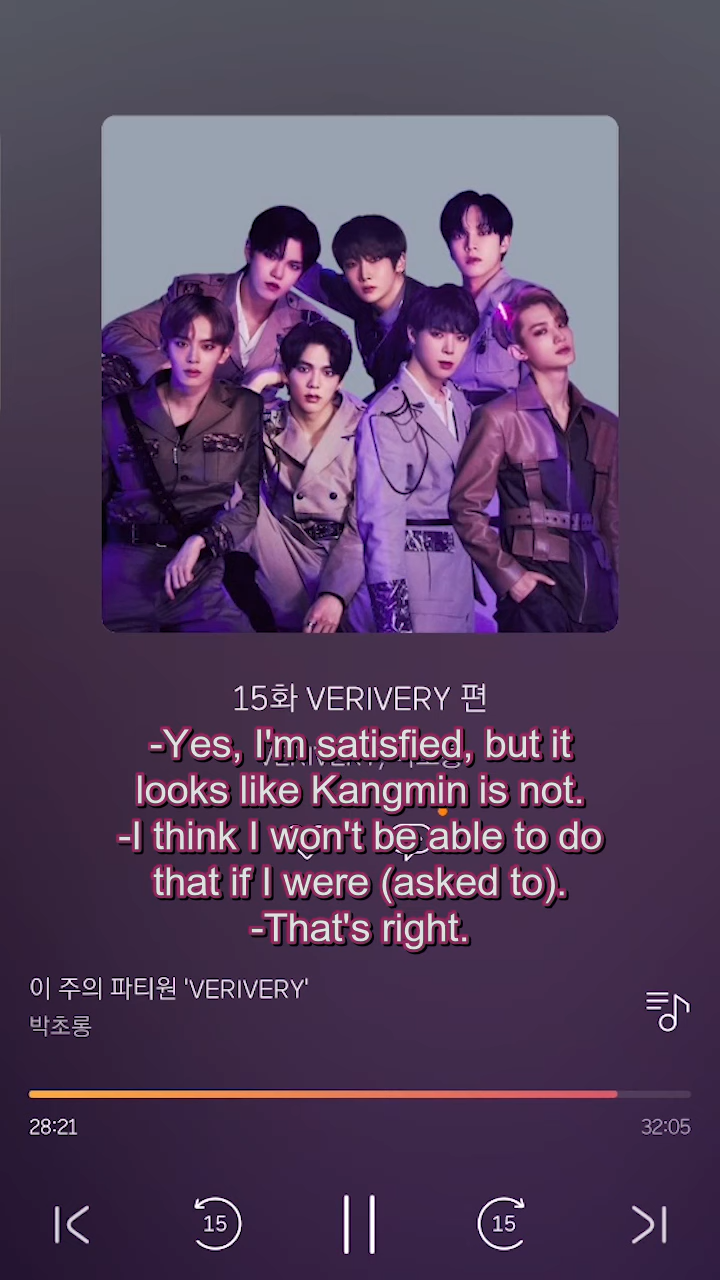 15화 VERIVERY 편
-Yes, I'm satisfied, but it
looks like Kangmin is not.
-I think I won't be able to do
that if I were (asked to).
-That's right.
이 주의 파티원 'VERIVERY'
박초롱
28:21
32:05
15
15